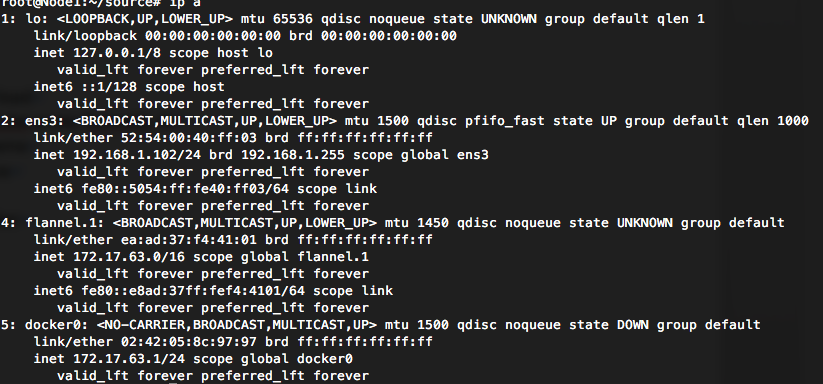 root@Node1:~/source# ip a
1: lo: <LOOPBACK,UP,LOWER_UP> mtu 65536 qdisc noqueue state UNKNOWN group default qlen 1
    link/loopback 00:00:00:00:00:00 brd 00:00:00:00:00:00
    inet 127.0.0.1/8 scope host lo
       valid_lft forever preferred_lft forever
    inet6 ::1/128 scope host
       valid_lft forever preferred_lft forever
2: ens3: <BROADCAST,MULTICAST,UP,LOWER_UP> mtu 1500 qdisc pfifo_fast state UP group default qlen 1000
    link/ether 52:54:00:40:ff:03 brd ff:ff:ff:ff:ff:ff
    inet 192.168.1.102/24 brd 192.168.1.255 scope global ens3
       valid_lft forever preferred_lft forever
    inet6 fe80::5054:ff:fe40:ff03/64 scope link
       valid_lft forever preferred_lft forever
4: flannel.1: <BROADCAST,MULTICAST,UP,LOWER_UP> mtu 1450 qdisc noqueue state UNKNOWN group default
    link/ether ea:ad:37:f4:41:01 brd ff:ff:ff:ff:ff:ff
    inet 172.17.63.0/16 scope global flannel.1
       valid_lft forever preferred_lft forever
    inet6 fe80::e8ad:37ff:fef4:4101/64 scope link
       valid_lft forever preferred_lft forever
5: docker0: <NO-CARRIER,BROADCAST,MULTICAST,UP> mtu 1500 qdisc noqueue state DOWN group default
    link/ether 02:42:05:8c:97:97 brd ff:ff:ff:ff:ff:ff
    inet 172.17.63.1/24 scope global docker0
       valid_lft forever preferred_lft forever